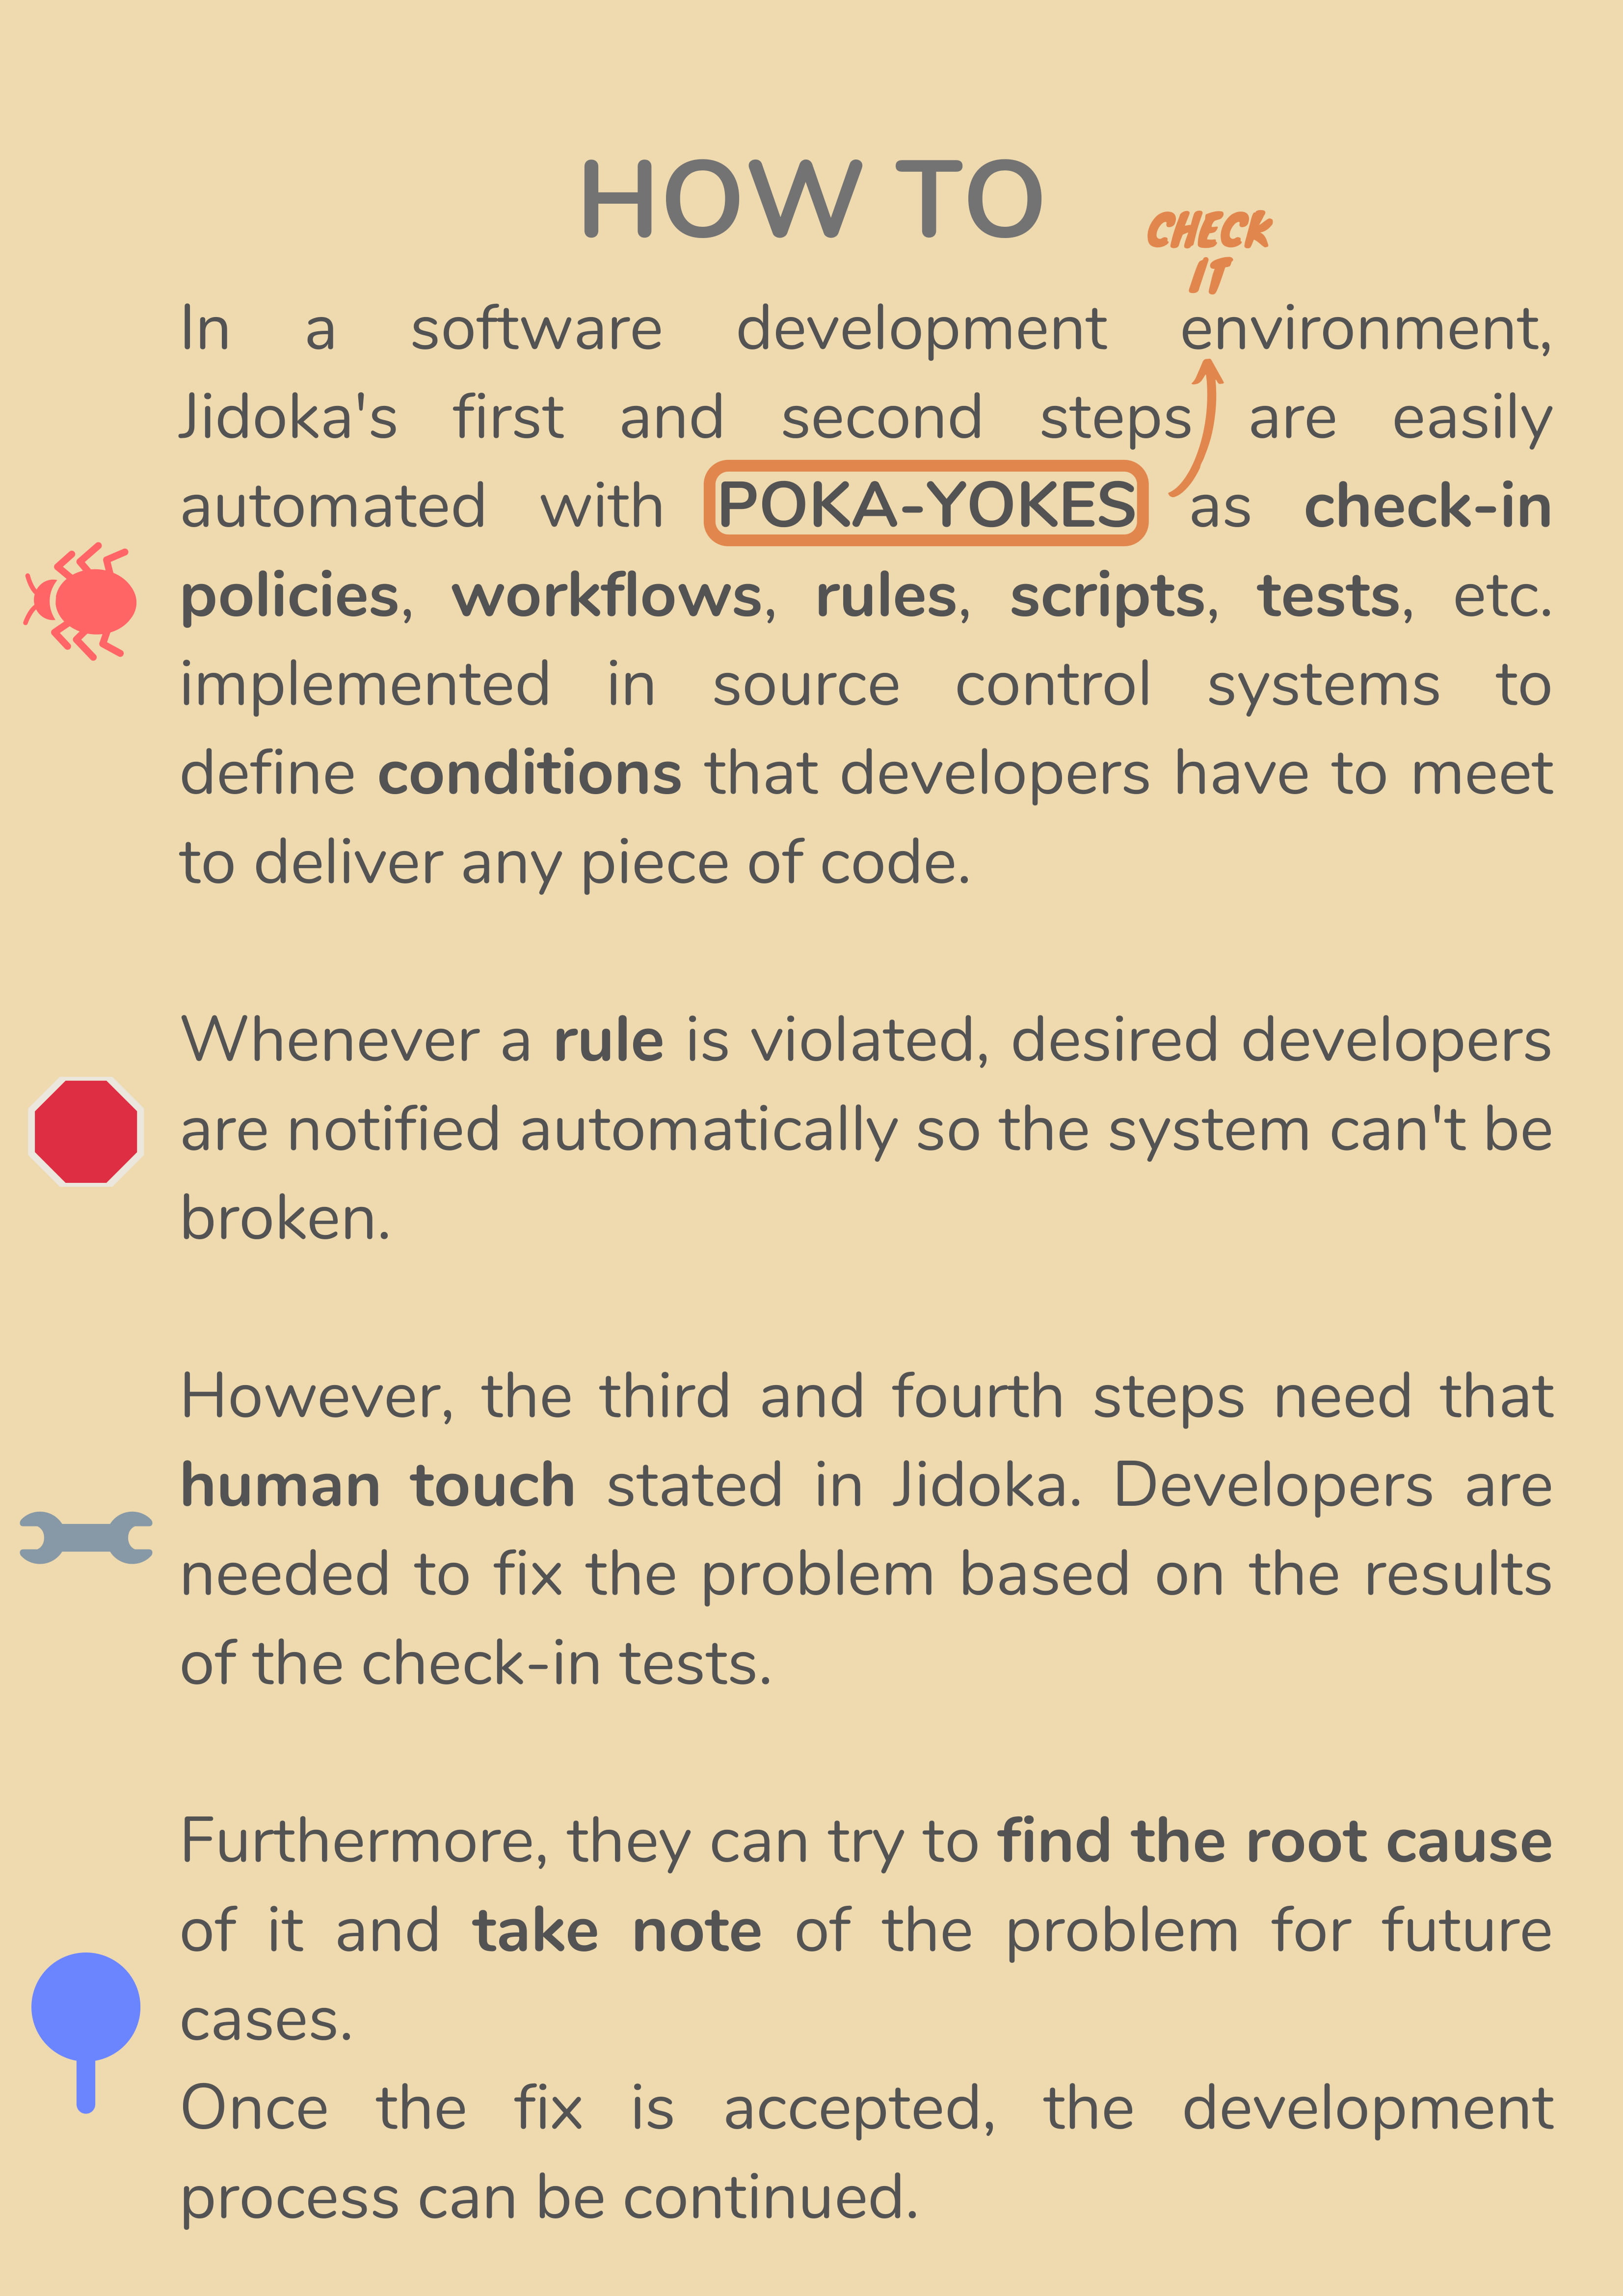 HOW TO
CHECK
IT
In a software development environment,
Jidoka's first and second steps are easily
automated with POKA-YOKES as check-in
policies, workflows, rules, scripts, tests, etc.
implemented in source control systems to
define conditions that developers have to meet
to deliver any piece of code.
Whenever a rule is violated, desired developers
are notified automatically so the system can't be
broken.
However, the third and fourth steps need that
human touch stated in Jidoka. Developers are
needed to fix the problem based on the results
of the check-in tests.
Furthermore, they can try to find the root cause
of it and take note of the problem for future
cases.
Once the fix is accepted, the development
process can be continued.